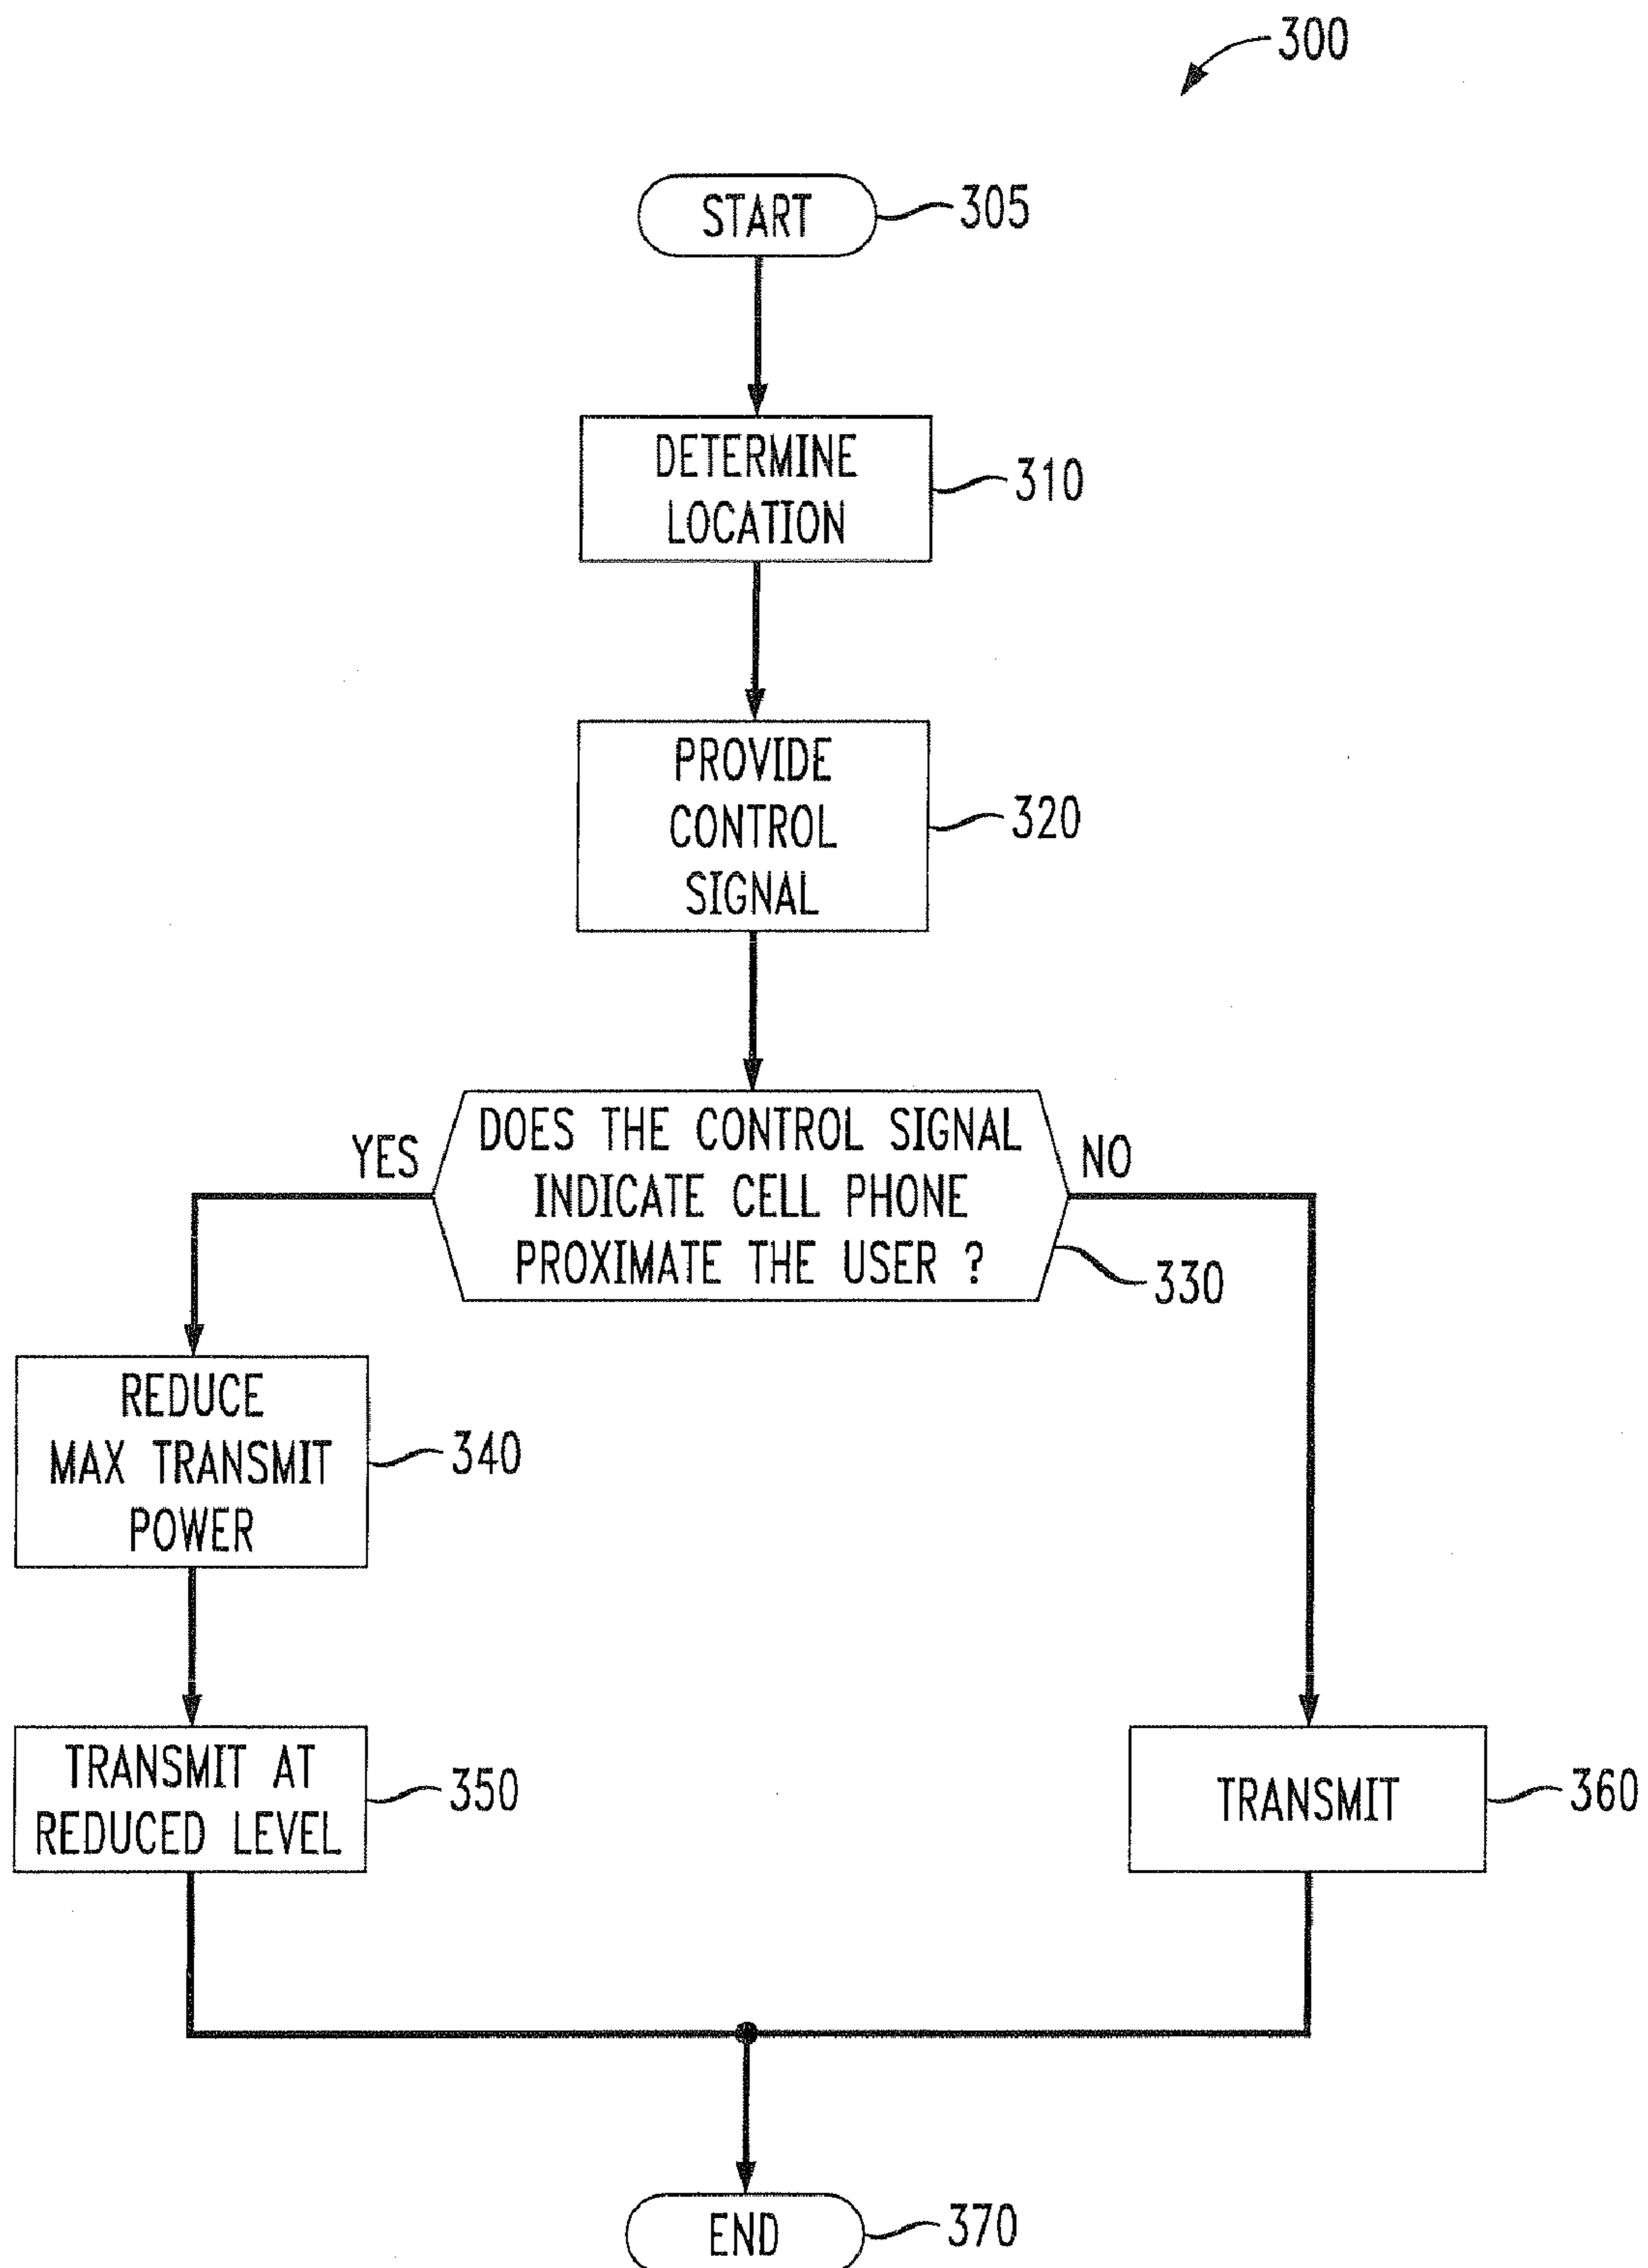 300
START
305
DETERMINE
LOCATION
310
PROVIDE
CONTROL
SIGNAL
320
DOES THE CONTROL SIGNAL
INDICATE CELL PHONE
PROXIMATE THE USER ?
YES
NO
330
REDUCE
MAX TRANSMIT
POWER
340
TRANSMIT AT
REDUCED LEVEL
350
TRANSMIT
360
END
370